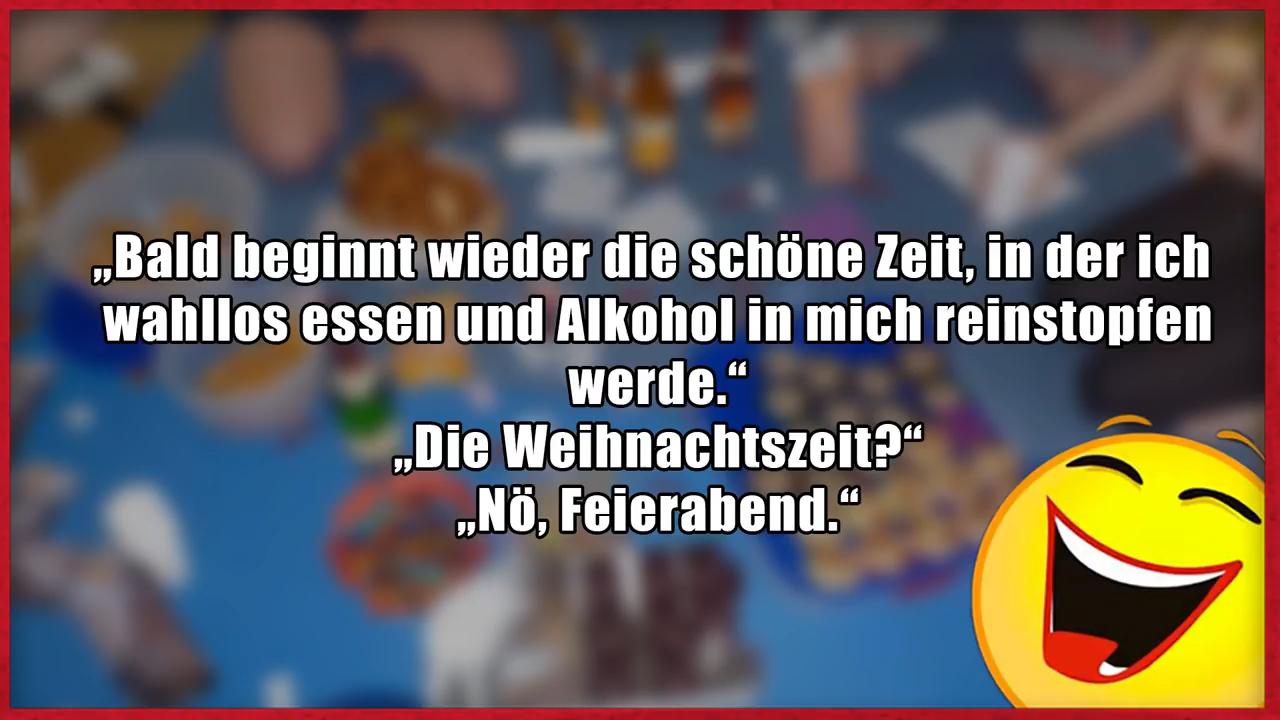 „Bald beginnt wieder die schöne Zeit, in der ich
wahllos essen und Alkohol in mich reinstopfen
werde.“
„Die Weihnachtszeit?“
„Nö, Feierabend.“